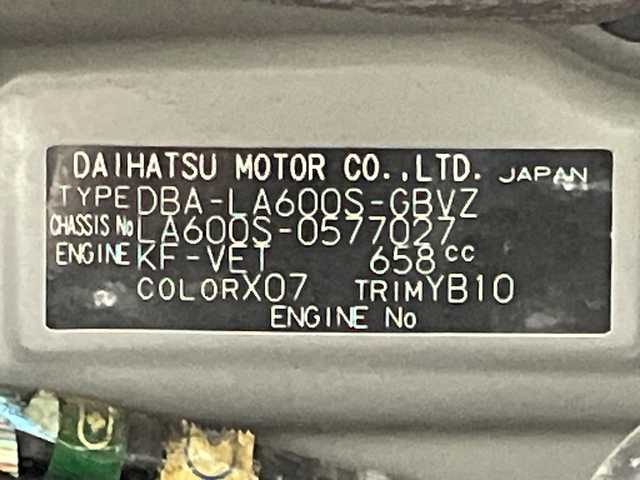 DAIHATSU MOTOR CO.,LTD. JAPAN
TYPE DBA-LA600S-GBVZ
CHASSIS No LA600S-0577027
ENGINE KF-VET 658 cc
COLOR X07 TRIM YB10
ENGINE No